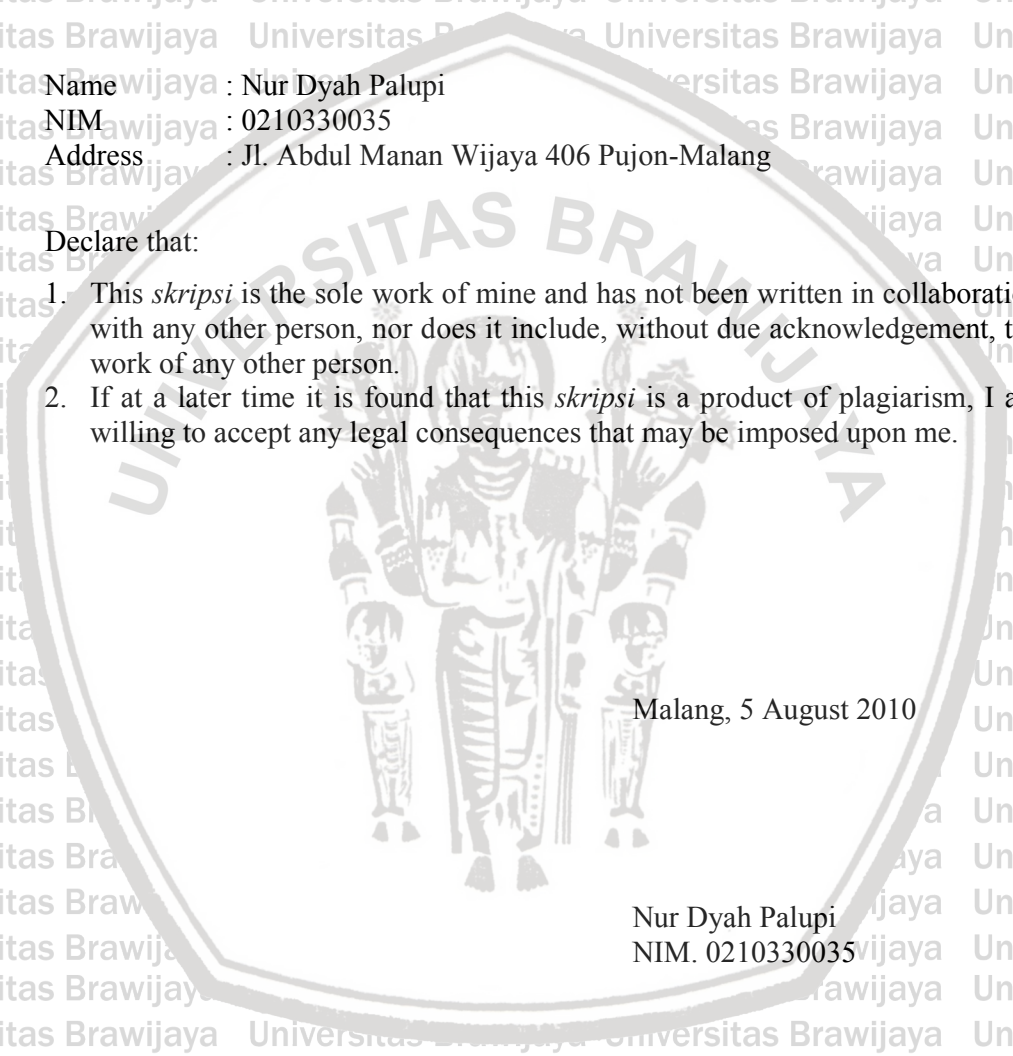 Name : Nur Dyah Palupi
NIM : 0210330035
Address : Jl. Abdul Manan Wijaya 406 Pujon-Malang
UNIVERSITAS BRAWIJAYA
Declare that:
1. This skripsi is the sole work of mine and has not been written in
with any other person, nor does it include, without due acknowledgement,
work of any other person.
2. If at a later time it is found that this skripsi is a product of plagiarism, I
willing to accept any legal consequences that may be imposed upon me.
Malang, 5 August 2010
Nur Dyah Palupi
NIM. 0210330035